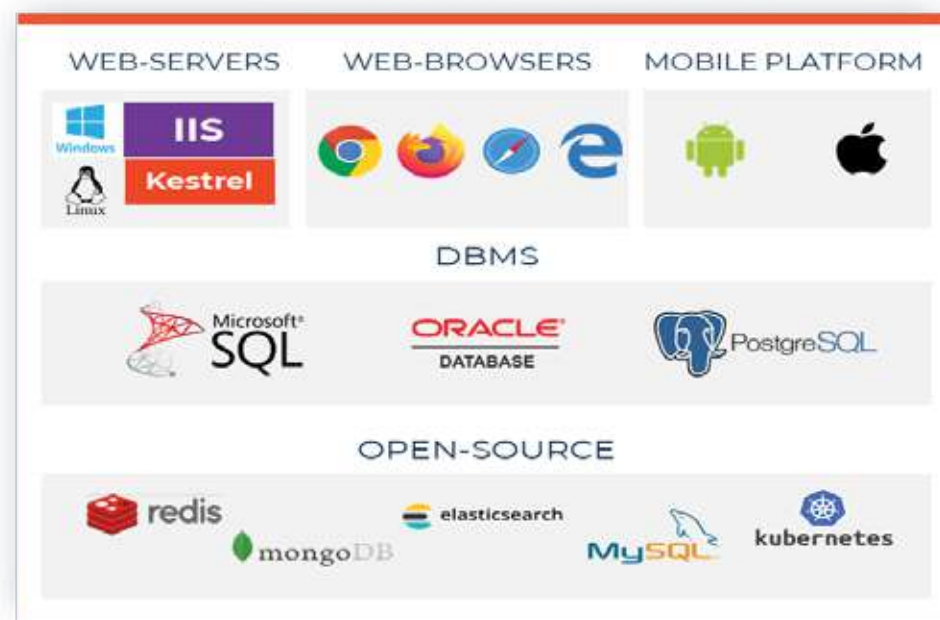 WEB-SERVERS WEB-BROWSERS MOBILE PLATFORM
Windows IIS
Linux Kestrel
DBMS
Microsoft® SQL ORACLE® DATABASE PostgreSQL
OPEN-SOURCE
redis elasticsearch kubernetes
mongoDB MySQL